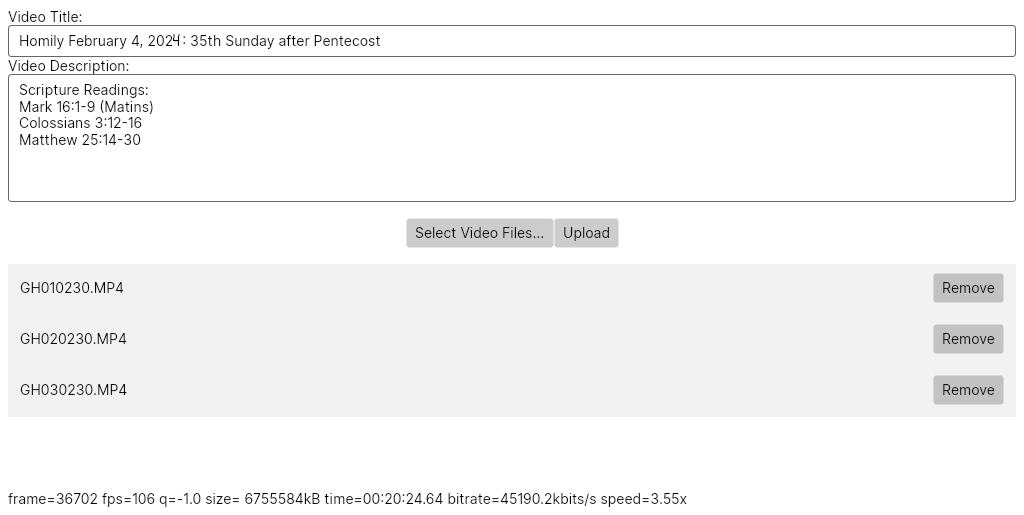 Video Title:
Homily February 4, 2024: 35th Sunday after Pentecost
Video Description:
Scripture Readings:
Mark 16:1-9 (Matins)
Colossians 3:12-16
Matthew 25:14-30
Select Video Files... Upload
GH010230.MP4 Remove
GH020230.MP4 Remove
GH030230.MP4 Remove
frame=36702 fps=106 q=-1.0 size= 6755584kB time=00:20:24.64 bitrate=45190.2kbits/s speed=3.55x